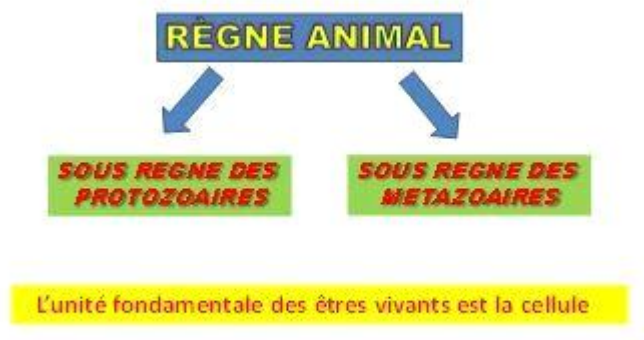 RÈGNE ANIMAL
SOUS REGNE DES
PROTOZOAIRES
SOUS REGNE DES
METAZOAIRES
L'unité fondamentale des êtres vivants est la cellule